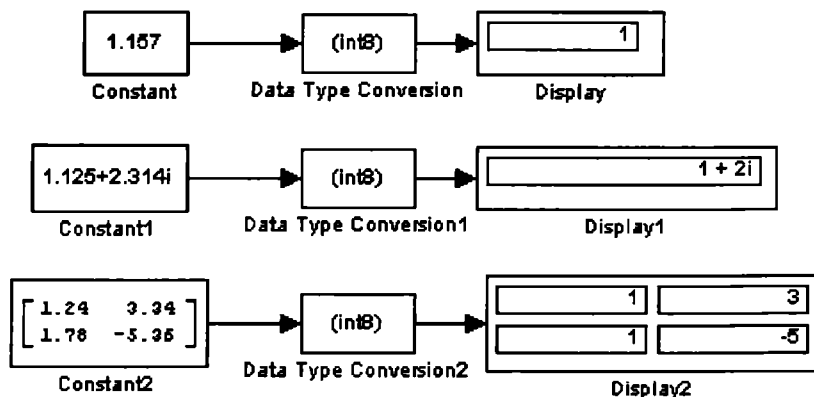 1.157 (int8) 1
Constant Data Type Conversion Display
1.125+2.314i (int8) 1 + 2i
Constant1 Data Type Conversion1 Display1
1.24 3.34 (int8) 1 3
1.78 -5.35 1 -5
Constant2 Data Type Conversion2 Display2